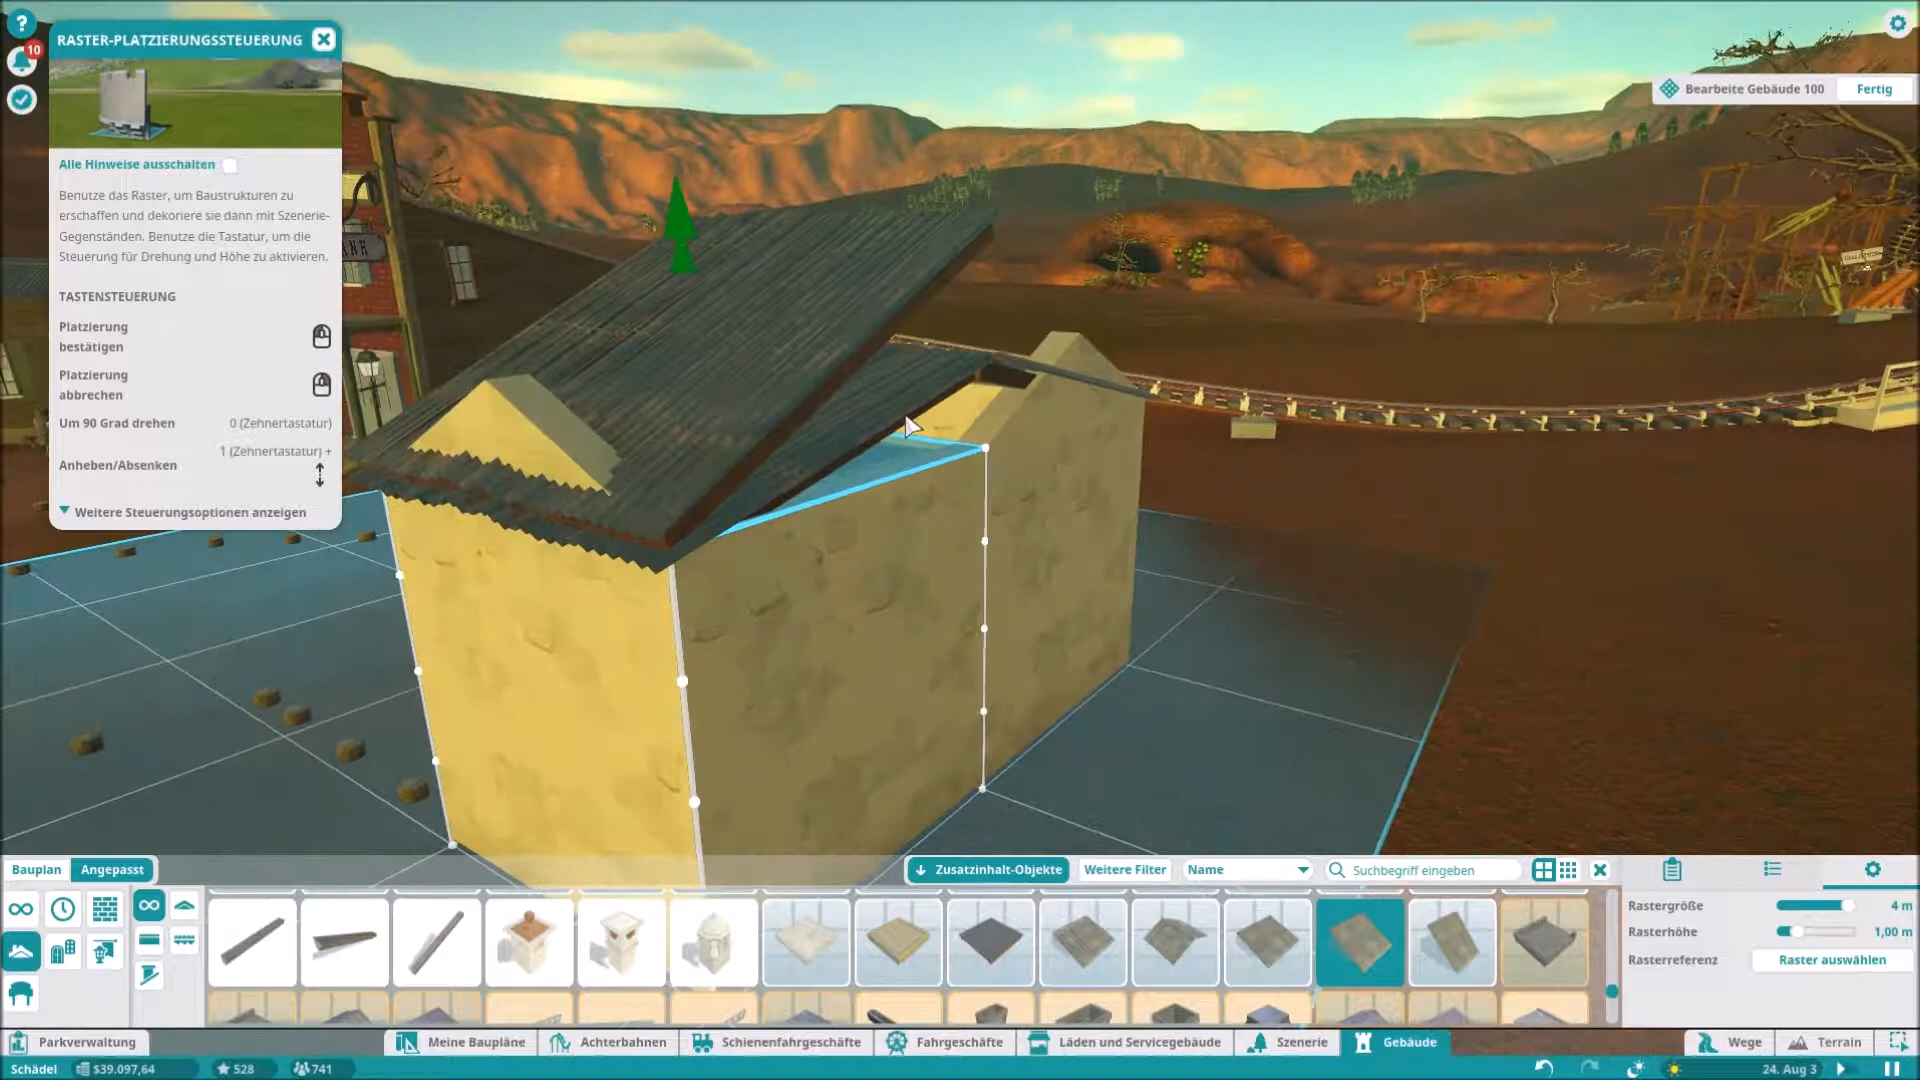 ?
RASTER-PLATZIERUNGSSTEUERUNG
10
Alle Hinweise ausschalten
Benutze das Raster, um Baustrukturen zu
erschaffen und dekoriere sie dann mit Szenerie-
Gegenständen. Benutze die Tastatur, um die
Steuerung für Drehung und Höhe zu aktivieren.
TASTENSTEUERUNG
Platzierung
bestätigen
Platzierung
abbrechen
Um 90 Grad drehen 0 (Zehnertastatur)
1 (Zehnertastatur) +
Anheben/Absenken
Weitere Steuerungsoptionen anzeigen
Bearbeite Gebäude 100 Fertig
Bauplan Angepasst
Zusatzinhalt-Objekte Weitere Filter Name Suchbegriff eingeben
Rastergröße 4 m
Rasterhöhe 1,00 m
Rasterreferenz Raster auswählen
Parkverwaltung Meine Baupläne Achterbahnen Schienenfahrgeschäfte Fahrgeschäfte Läden und Servicegebäude Szenerie Gebäude Wege Terrain
Schädel $39.097,64 528 741 24. Aug 3